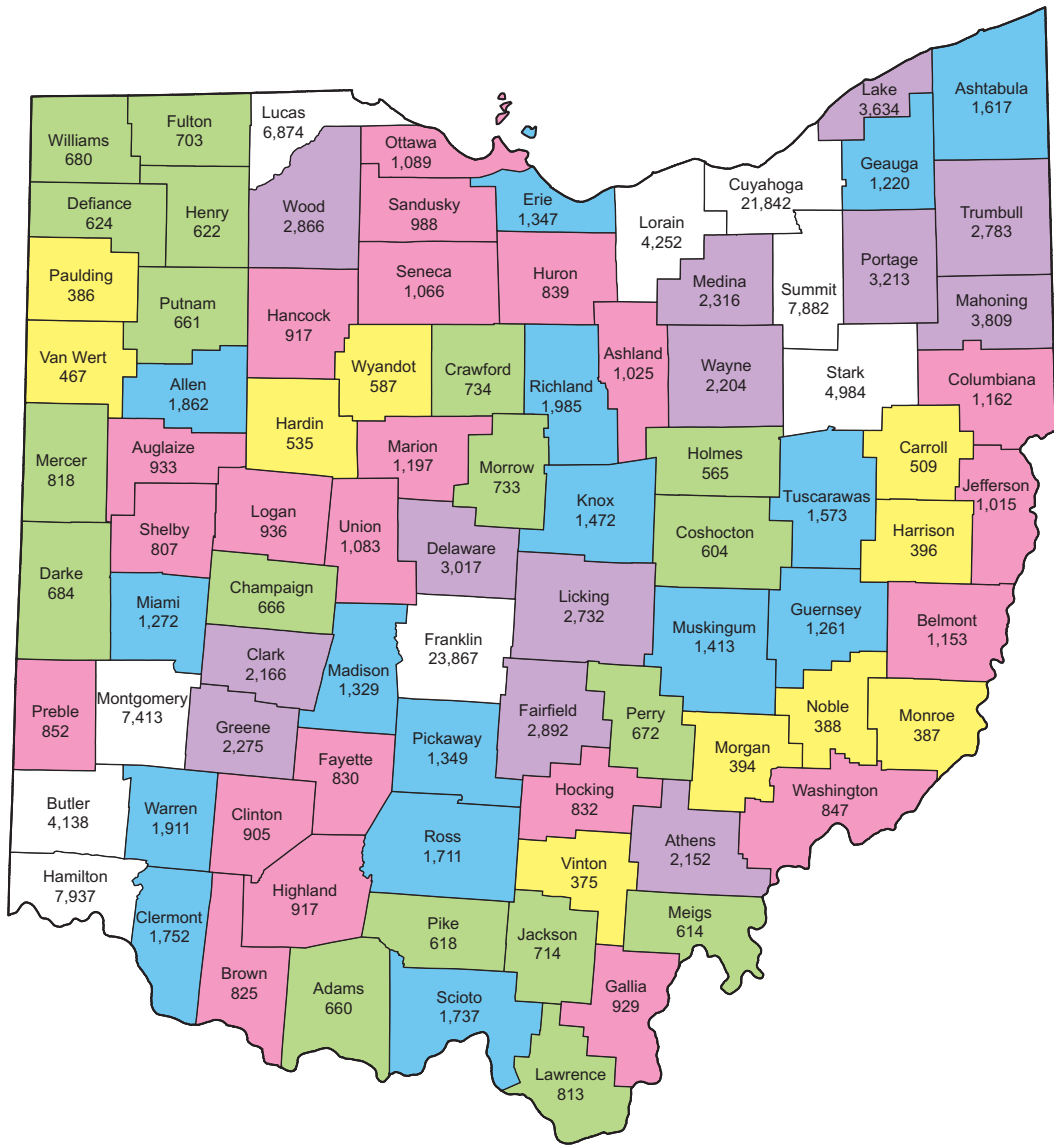 Lake
3,634
Ashtabula
1,617
Lucas
6,874
Fulton
703
Williams
680
Ottawa
1,089
Geauga
1,220
Cuyahoga
21,842
Defiance
624
Henry
622
Wood
2,866
Sandusky
988
Erie
1,347
Lorain
4,252
Trumbull
2,783
Paulding
386
Putnam
661
Hancock
917
Seneca
1,066
Huron
839
Medina
2,316
Summit
7,882
Portage
3,213
Mahoning
3,809
Van Wert
467
Allen
1,862
Wyandot
587
Crawford
734
Richland
1,985
Ashland
1,025
Wayne
2,204
Stark
4,984
Columbiana
1,162
Mercer
818
Auglaize
933
Hardin
535
Marion
1,197
Morrow
733
Holmes
565
Carroll
509
Jefferson
1,015
Shelby
807
Logan
936
Union
1,083
Knox
1,472
Tuscarawas
1,573
Coshocton
604
Harrison
396
Darke
684
Miami
1,272
Champaign
666
Delaware
3,017
Licking
2,732
Muskingum
1,413
Guernsey
1,261
Belmont
1,153
Clark
2,166
Madison
1,329
Franklin
23,867
Preble
852
Montgomery
7,413
Greene
2,275
Fairfield
2,892
Perry
672
Noble
388
Monroe
387
Pickaway
1,349
Morgan
394
Fayette
830
Hocking
832
Washington
847
Butler
4,138
Warren
1,911
Clinton
905
Ross
1,711
Athens
2,152
Vinton
375
Hamilton
7,937
Highland
917
Clermont
1,752
Pike
618
Jackson
714
Meigs
614
Brown
825
Adams
660
Scioto
1,737
Gallia
929
Lawrence
813